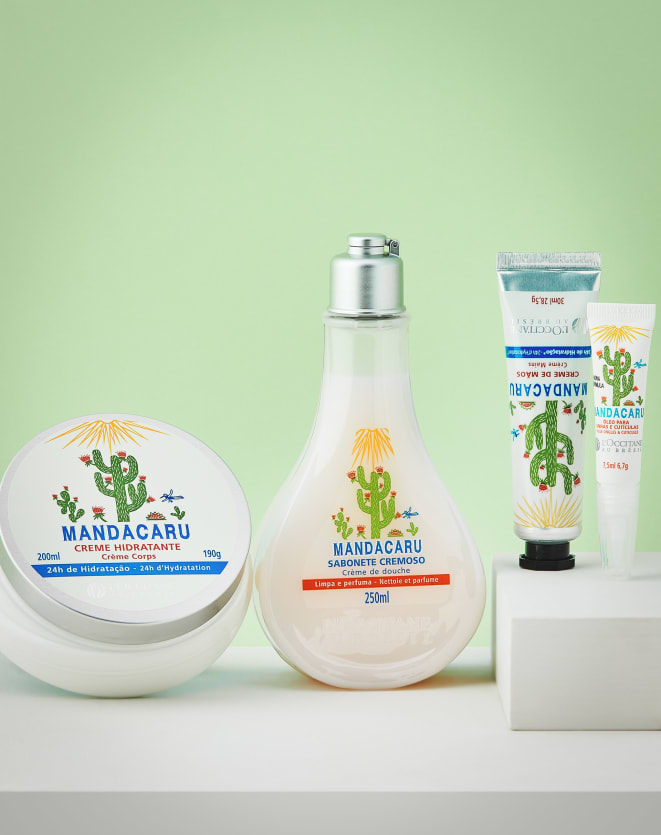 MANDACARU
CREME HIDRATANTE
200ml Crème Corps 190g
24h de Hidratação - 24h d'Hydratation
MANDACARU
SABONETE CREMOSO
Crème de douche
Limpa e perfuma - Nettoie et parfume
250ml
30ml 28,5g
L'OCCITANE
AU BRÉSIL
24h de Hidratação* - 24h d'Hydratation*
Crème Mains
CREME DE MÃOS
MANDACARU
MANDACARU
ÓLEO PARA
UNHAS E CUTÍCULAS
L'OCCITANE
AU BRÉSIL
7,5ml 6,7g